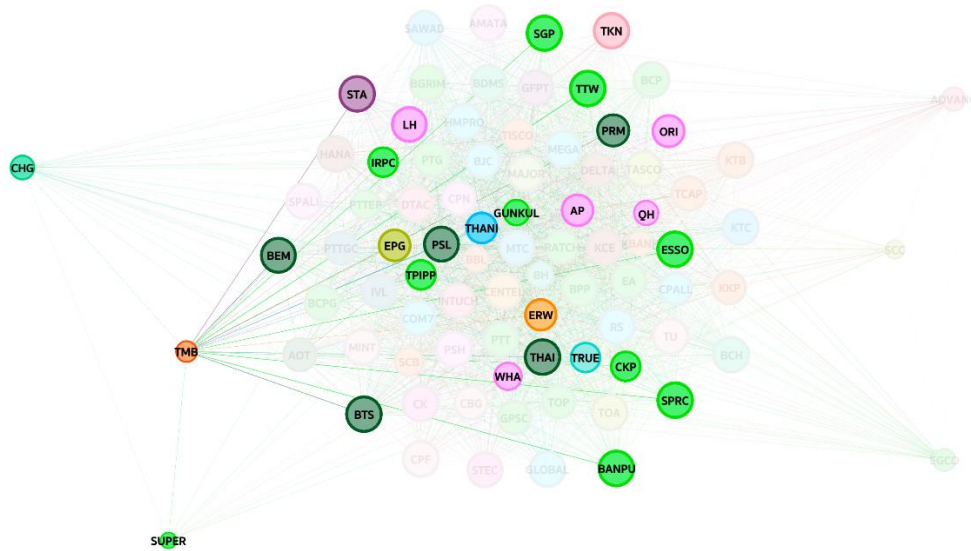 SAWAD
AMATA
SGP
TKN
BGRIM
BDMS
GFPT
BCP
STA
TTW
ADVANC
LH
HMPRO
TISCO
PRM
ORI
HANA
IRPC
PTG
BJC
MEGA
CHG
MAJOR
DELTA
TASCO
KTB
SPALI
PTTEP
DTAC
CPN
TCAP
GUNKUL
AP
QH
THANI
KTC
BEM
PTTGC
EPG
PSL
MTC
RATCH
KCE
KBANK
ESSO
SCC
BBL
TPIPP
BH
BCPG
IVL
INTUCH
CENTEL
BPP
EA
CPALL
KKP
COM7
ERW
RS
TMB
AOT
MINT
PSH
PTT
TU
SCB
THAI
TRUE
CKP
BCH
WHA
BTS
CK
CBG
GPSC
TOP
TOA
SPRC
CPF
STEC
GLOBAL
BANPU
EGCO
SUPER